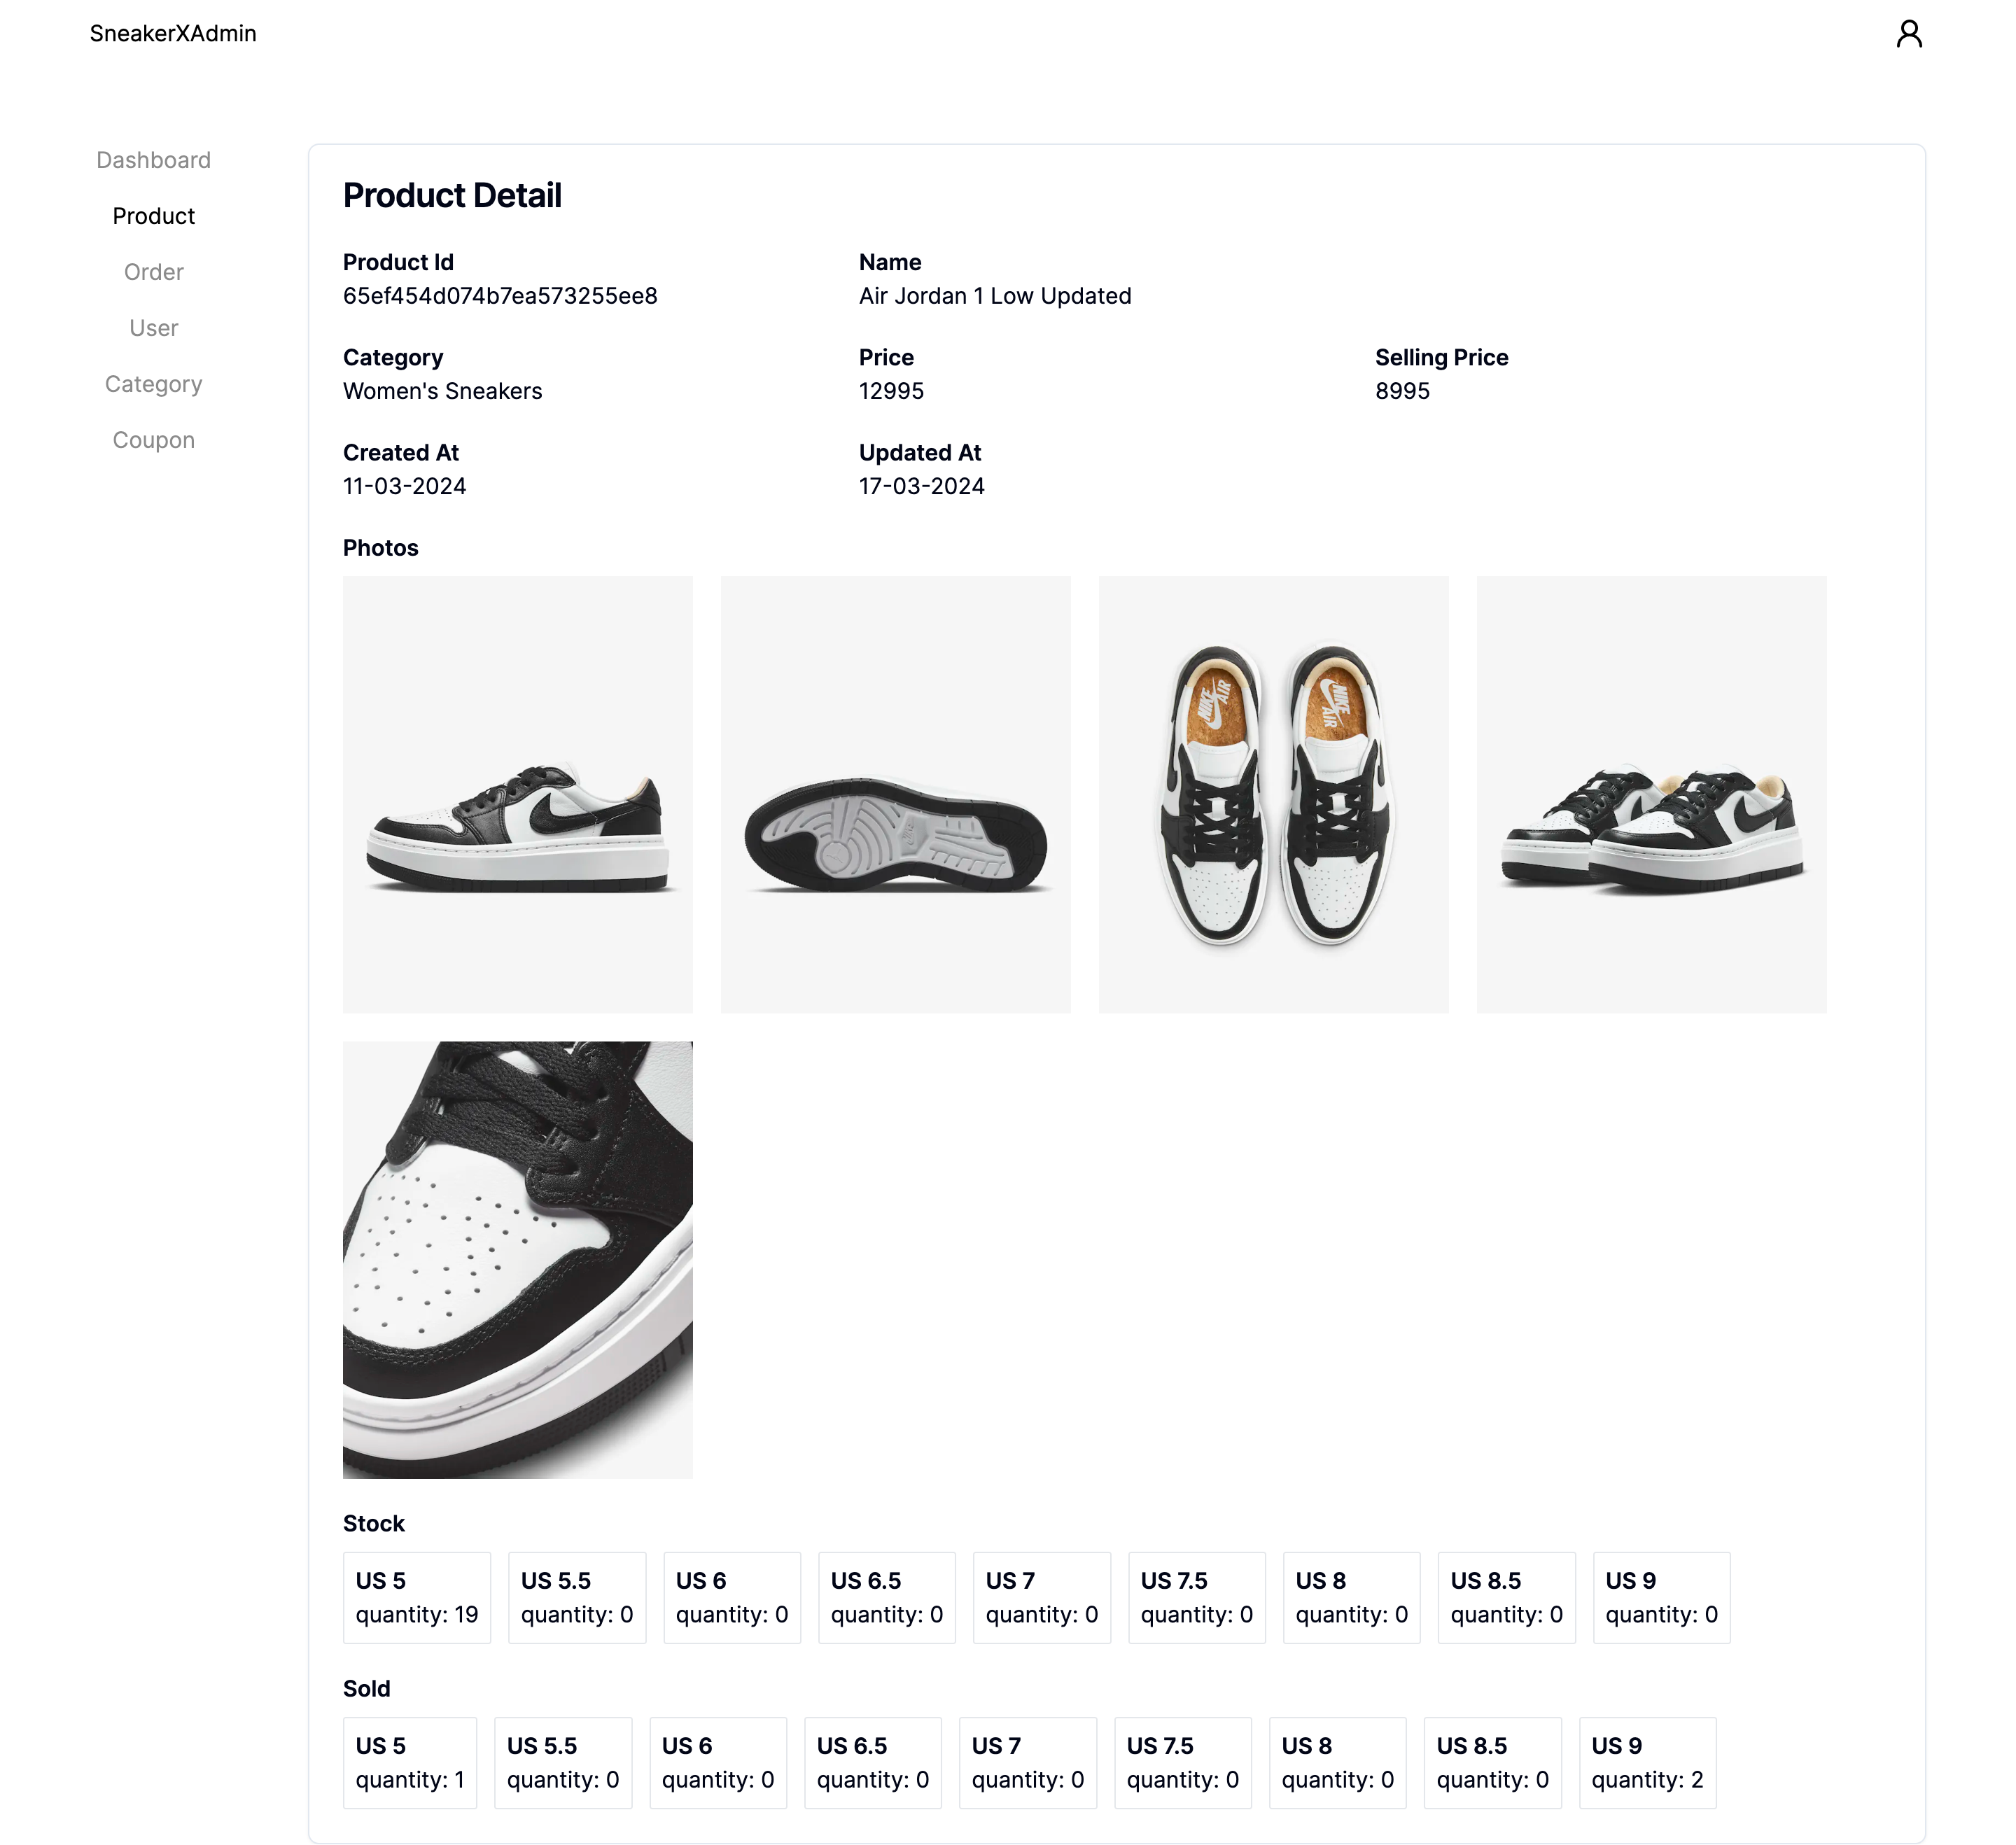 SneakerXAdmin
Dashboard
Product
Order
User
Category
Coupon
Product Detail
Product Id
65ef454d074b7ea573255ee8
Name
Air Jordan 1 Low Updated
Category
Women's Sneakers
Price
12995
Selling Price
8995
Created At
11-03-2024
Updated At
17-03-2024
Photos
NIKE
AIR
NIKE
AIR
Stock
US 5
quantity: 19
US 5.5
quantity: 0
US 6
quantity: 0
US 6.5
quantity: 0
US 7
quantity: 0
US 7.5
quantity: 0
US 8
quantity: 0
US 8.5
quantity: 0
US 9
quantity: 0
Sold
US 5
quantity: 1
US 5.5
quantity: 0
US 6
quantity: 0
US 6.5
quantity: 0
US 7
quantity: 0
US 7.5
quantity: 0
US 8
quantity: 0
US 8.5
quantity: 0
US 9
quantity: 2